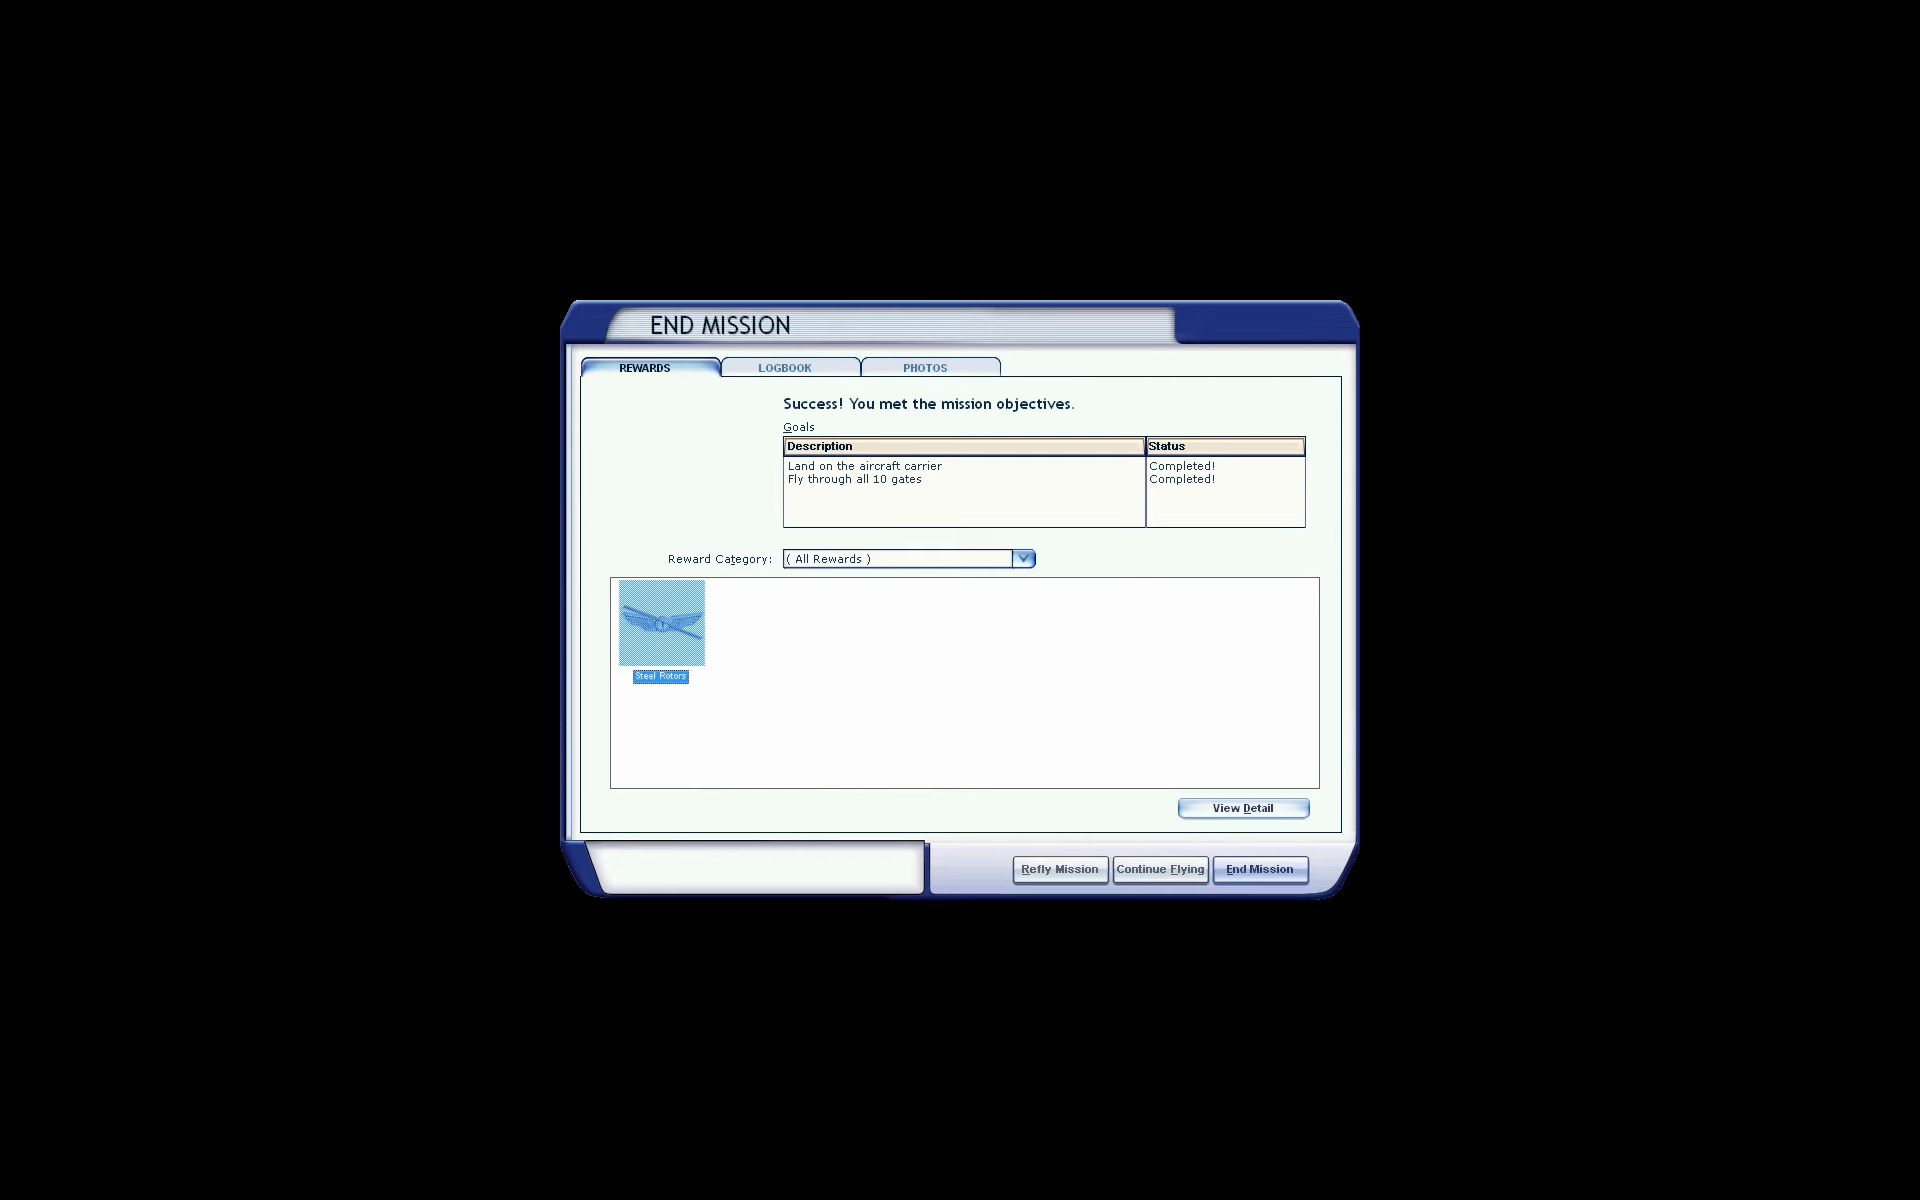 END MISSION
REWARDS LOGBOOK PHOTOS
Success! You met the mission objectives.
Goals
Description Status
Land on the aircraft carrier Completed!
Fly through all 10 gates Completed!
Reward Category: ( All Rewards )
Steel Rotors
View Detail
Refly Mission Continue Flying End Mission